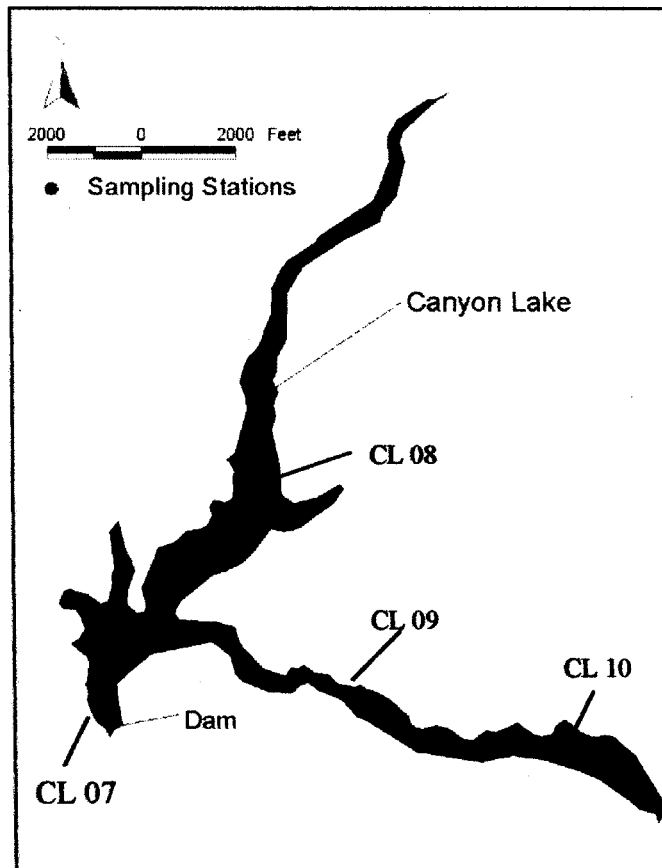 2000 0 2000 Feet
Sampling Stations
Canyon Lake
CL 08
CL 09
CL 10
Dam
CL 07